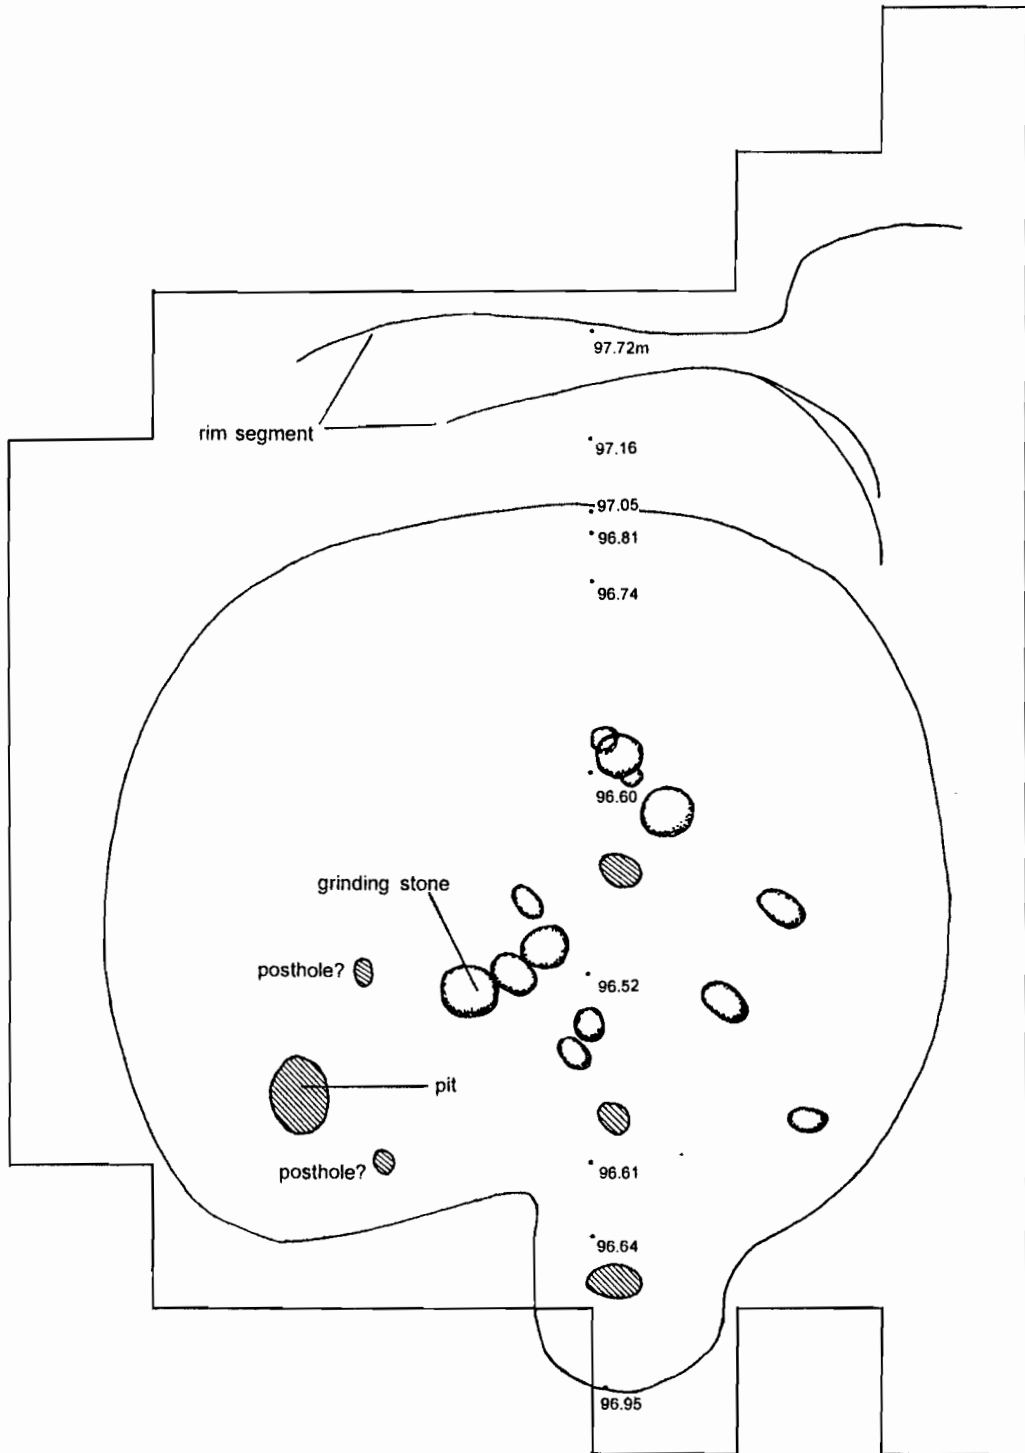 97.72m
rim segment
97.16
97.05
96.81
96.74
96.60
grinding stone
posthole?
96.52
pit
posthole?
96.61
96.64
96.95